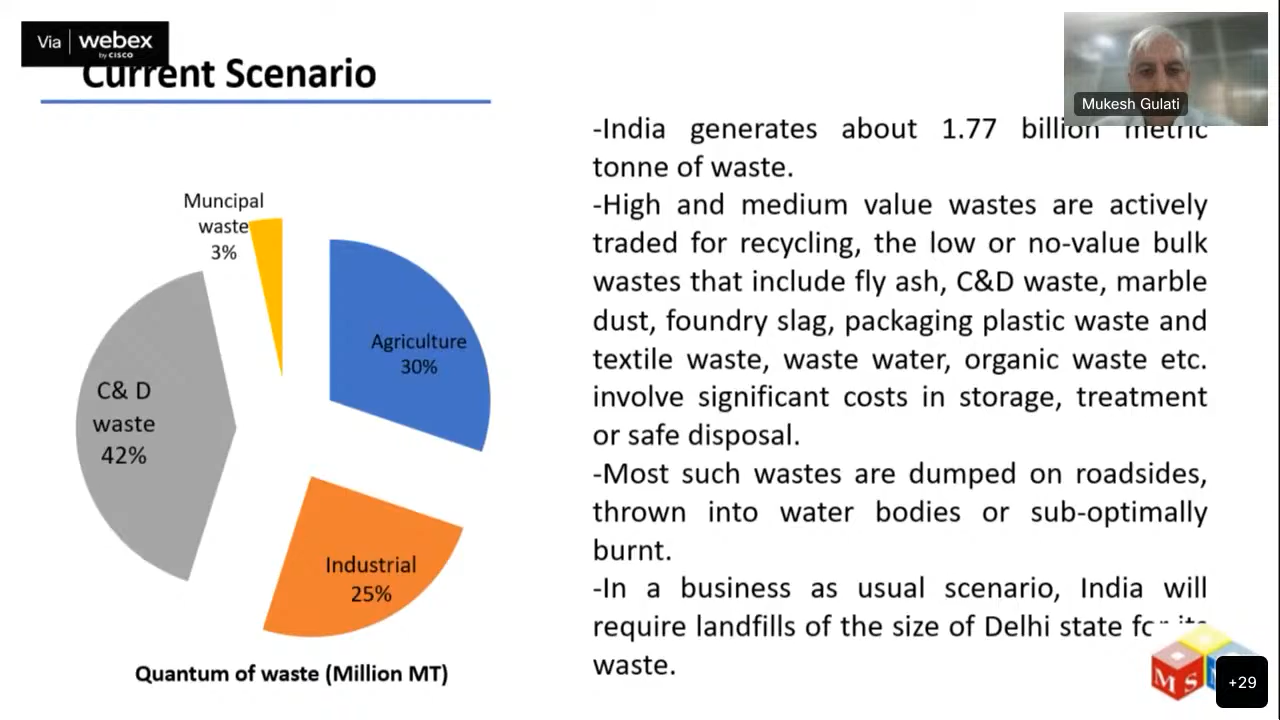 Via webex
by CISCO
Current Scenario
Mukesh Gulati
Muncipal
waste
3%
Agriculture
30%
C& D
waste
42%
Industrial
25%
Quantum of waste (Million MT)
-India generates about 1.77 billion metric
tonne of waste.
-High and medium value wastes are actively
traded for recycling, the low or no-value bulk
wastes that include fly ash, C&D waste, marble
dust, foundry slag, packaging plastic waste and
textile waste, waste water, organic waste etc.
involve significant costs in storage, treatment
or safe disposal.
-Most such wastes are dumped on roadsides,
thrown into water bodies or sub-optimally
burnt.
-In a business as usual scenario, India will
require landfills of the size of Delhi state for its
waste.
M S
+29